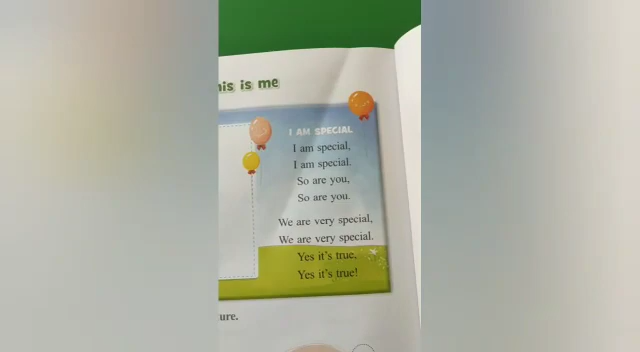 his is me
I AM SPECIAL
I am special,
I am special.
So are you,
So are you.
We are very special,
We are very special.
Yes it's true,
Yes it's true!
ture.